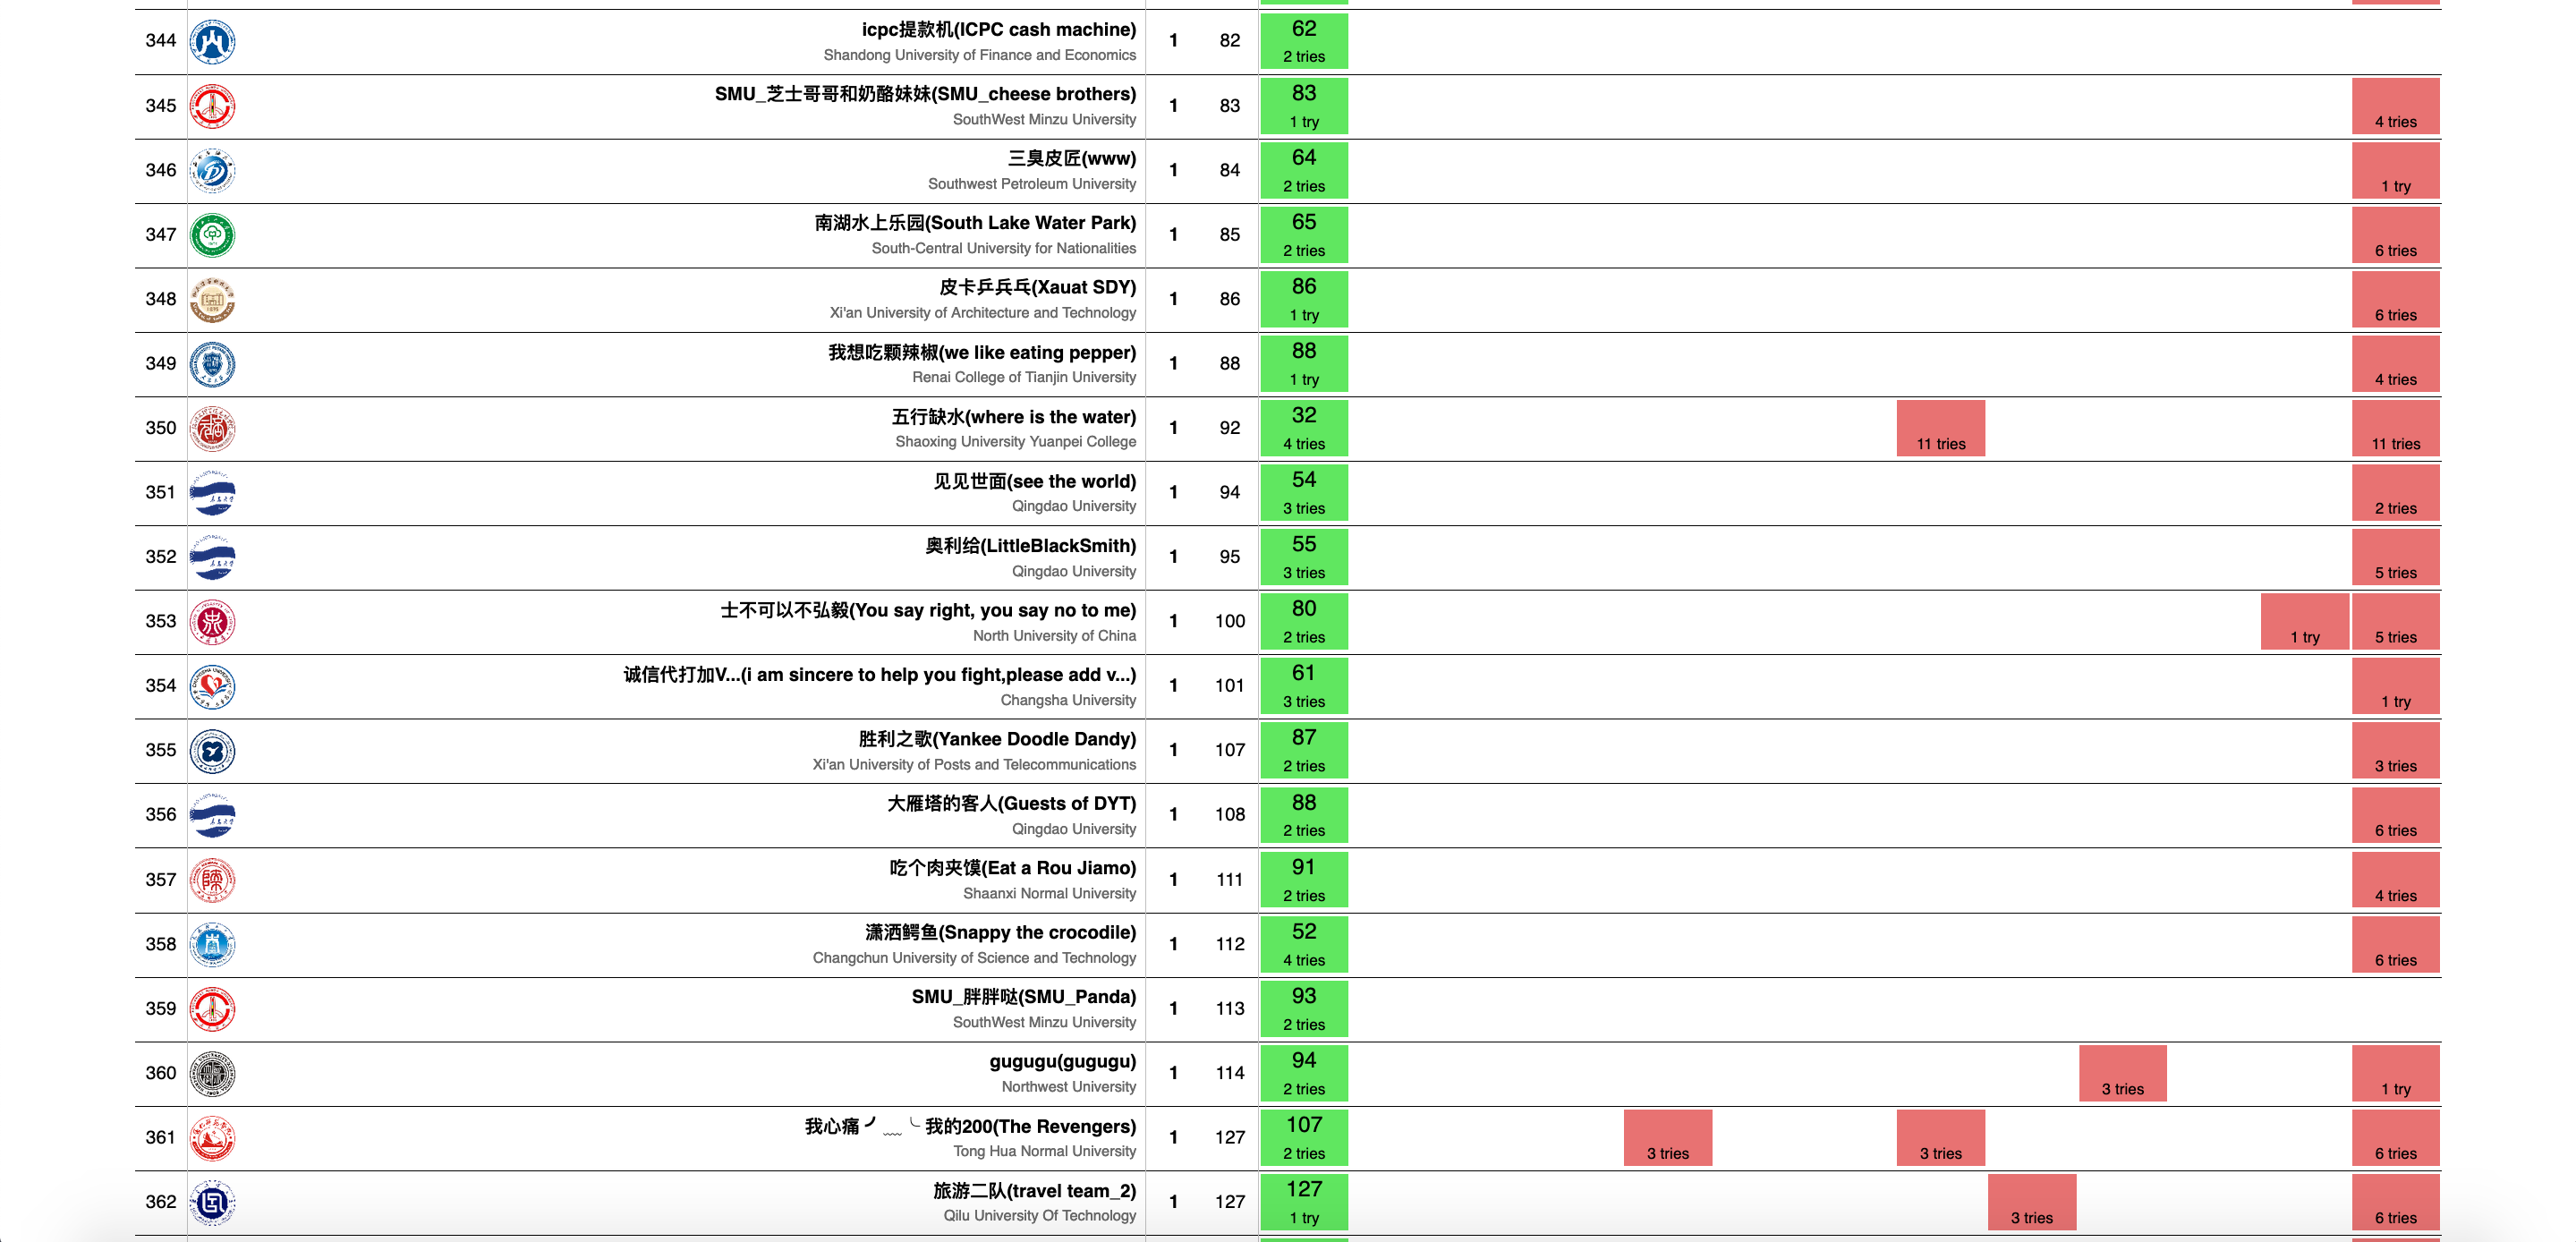 344 icpc提款机(ICPC cash machine) 1 82 62
Shandong University of Finance and Economics 2 tries
345 SMU_芝士哥哥和奶酪妹妹(SMU_cheese brothers) 1 83 83
SouthWest Minzu University 1 try 4 tries
346 三臭皮匠(www) 1 84 64
Southwest Petroleum University 2 tries 1 try
347 南湖水上乐园(South Lake Water Park) 1 85 65
South-Central University for Nationalities 2 tries 6 tries
348 皮卡乒兵乓(Xauat SDY) 1 86 86
Xi'an University of Architecture and Technology 1 try 6 tries
349 我想吃颗辣椒(we like eating pepper) 1 88 88
Renai College of Tianjin University 1 try 4 tries
350 五行缺水(where is the water) 1 92 32
Shaoxing University Yuanpei College 4 tries 11 tries 11 tries
351 见见世面(see the world) 1 94 54
Qingdao University 3 tries 2 tries
352 奥利给(LittleBlackSmith) 1 95 55
Qingdao University 3 tries 5 tries
353 士不可以不弘毅(You say right, you say no to me) 1 100 80
North University of China 2 tries 1 try 5 tries
354 诚信代打加V...(i am sincere to help you fight,please add v...) 1 101 61
Changsha University 3 tries 1 try
355 胜利之歌(Yankee Doodle Dandy) 1 107 87
Xi'an University of Posts and Telecommunications 2 tries 3 tries
356 大雁塔的客人(Guests of DYT) 1 108 88
Qingdao University 2 tries 6 tries
357 吃个肉夹馍(Eat a Rou Jiamo) 1 111 91
Shaanxi Normal University 2 tries 4 tries
358 潇洒鳄鱼(Snappy the crocodile) 1 112 52
Changchun University of Science and Technology 4 tries 6 tries
359 SMU_胖胖哒(SMU_Panda) 1 113 93
SouthWest Minzu University 2 tries
360 gugugu(gugugu) 1 114 94
Northwest University 2 tries 3 tries 1 try
361 我心痛╯﹏╰我的200(The Revengers) 1 127 107
Tong Hua Normal University 2 tries 3 tries 3 tries 6 tries
362 旅游二队(travel team_2) 1 127 127
Qilu University Of Technology 1 try 3 tries 6 tries